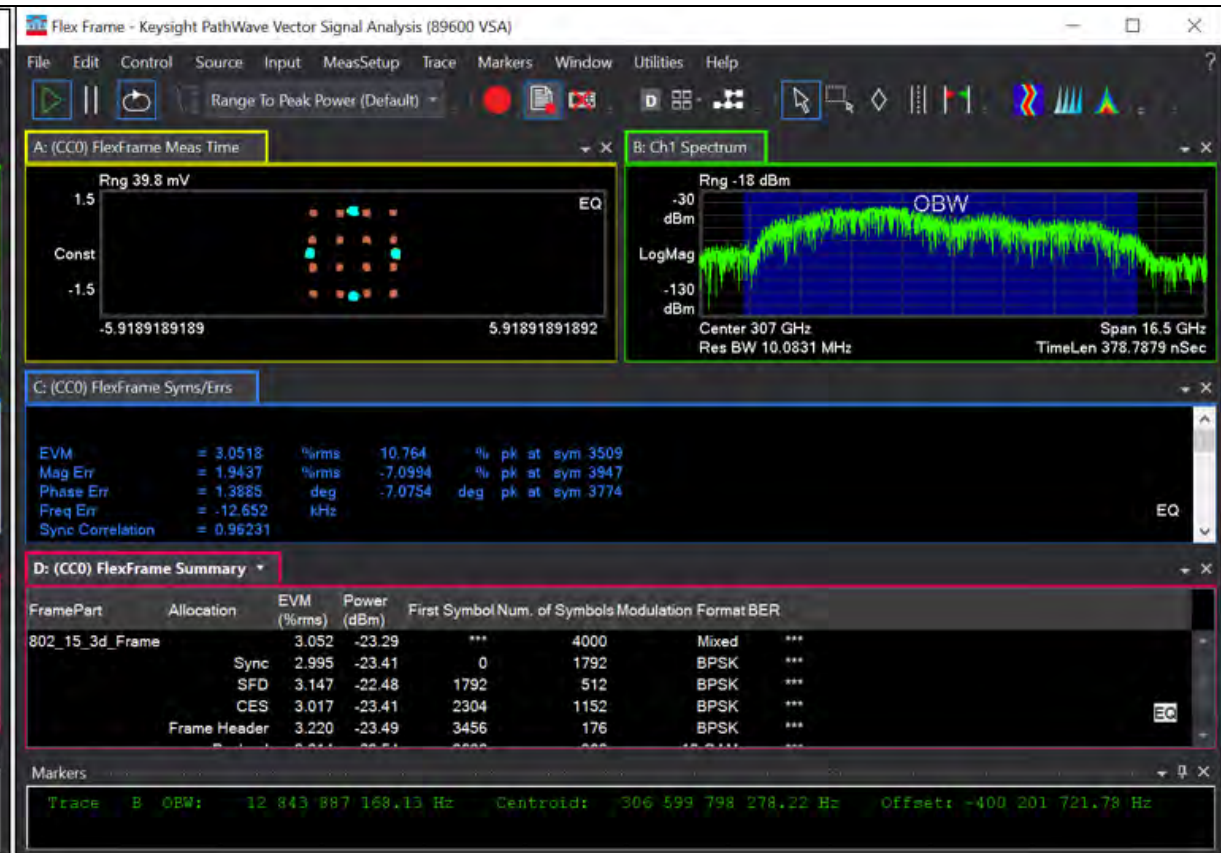 Flex Frame - Keysight PathWave Vector Signal Analysis (89600 VSA)
File Edit Control Source Input MeasSetup Trace Markers Window Utilities Help ?
Range To Peak Power (Default)
D
A: (CC0) FlexFrame Meas Time
Rng 39.8 mV
1.5
EQ
Const
-1.5
-5.9189189189 5.91891891892
B: Ch1 Spectrum
Rng -18 dBm
-30
dBm
OBW
LogMag
-130
dBm
Center 307 GHz Span 16.5 GHz
Res BW 10.0831 MHz TimeLen 378.7879 nSec
C: (CC0) FlexFrame Syms/Errs
EVM = 3.0518 %rms 10.764 % pk at sym 3509
Mag Err = 1.9437 %rms -7.0994 % pk at sym 3947
Phase Err = 1.3885 deg -7.0754 deg pk at sym 3774
Freq Err = -12.652 kHz
EQ
Sync Correlation = 0.96231
D: (CC0) FlexFrame Summary
FramePart Allocation EVM (%rms) Power (dBm) First Symbol Num. of Symbols Modulation Format BER
802_15_3d_Frame 3.052 -23.29 *** 4000 Mixed ***
Sync 2.995 -23.41 0 1792 BPSK ***
SFD 3.147 -22.48 1792 512 BPSK ***
CES 3.017 -23.41 2304 1152 BPSK ***
EQ
Frame Header 3.220 -23.49 3456 176 BPSK ***
Markers
Trace B OBW: 12 843 887 168.13 Hz Centroid: 306 599 798 278.22 Hz Offset: -400 201 721.78 Hz